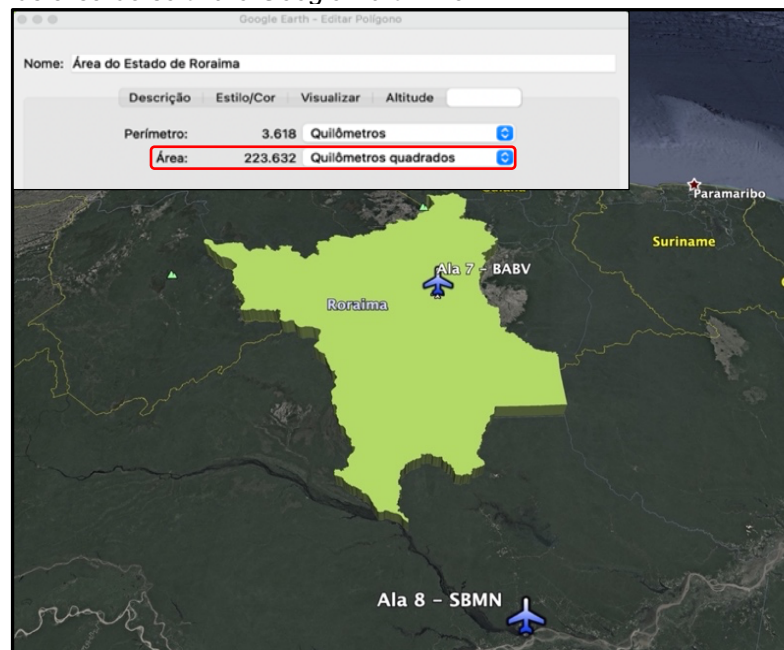 Google Earth - Editar Polígono
Nome: Área do Estado de Roraima
Descrição Estilo/Cor Visualizar Altitude
Perímetro: 3.618 Quilômetros
Área: 223.632 Quilômetros quadrados
Paramaribo
Suriname
Ala 7 - BABV
Roraima
Ala 8 - SBMN